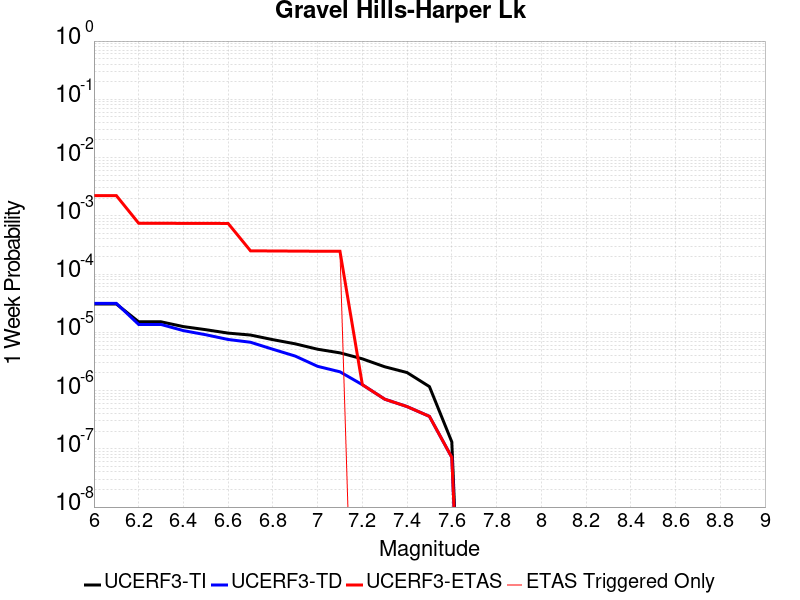 Gravel Hills-Harper Lk
10 0
10 -1
10 -2
10 -3
10 -4
10 -5
10 -6
10 -7
10 -8
1 Week Probability
6 6.2 6.4 6.6 6.8 7 7.2 7.4 7.6 7.8 8 8.2 8.4 8.6 8.8 9
Magnitude
UCERF3-TI UCERF3-TD UCERF3-ETAS ETAS Triggered Only